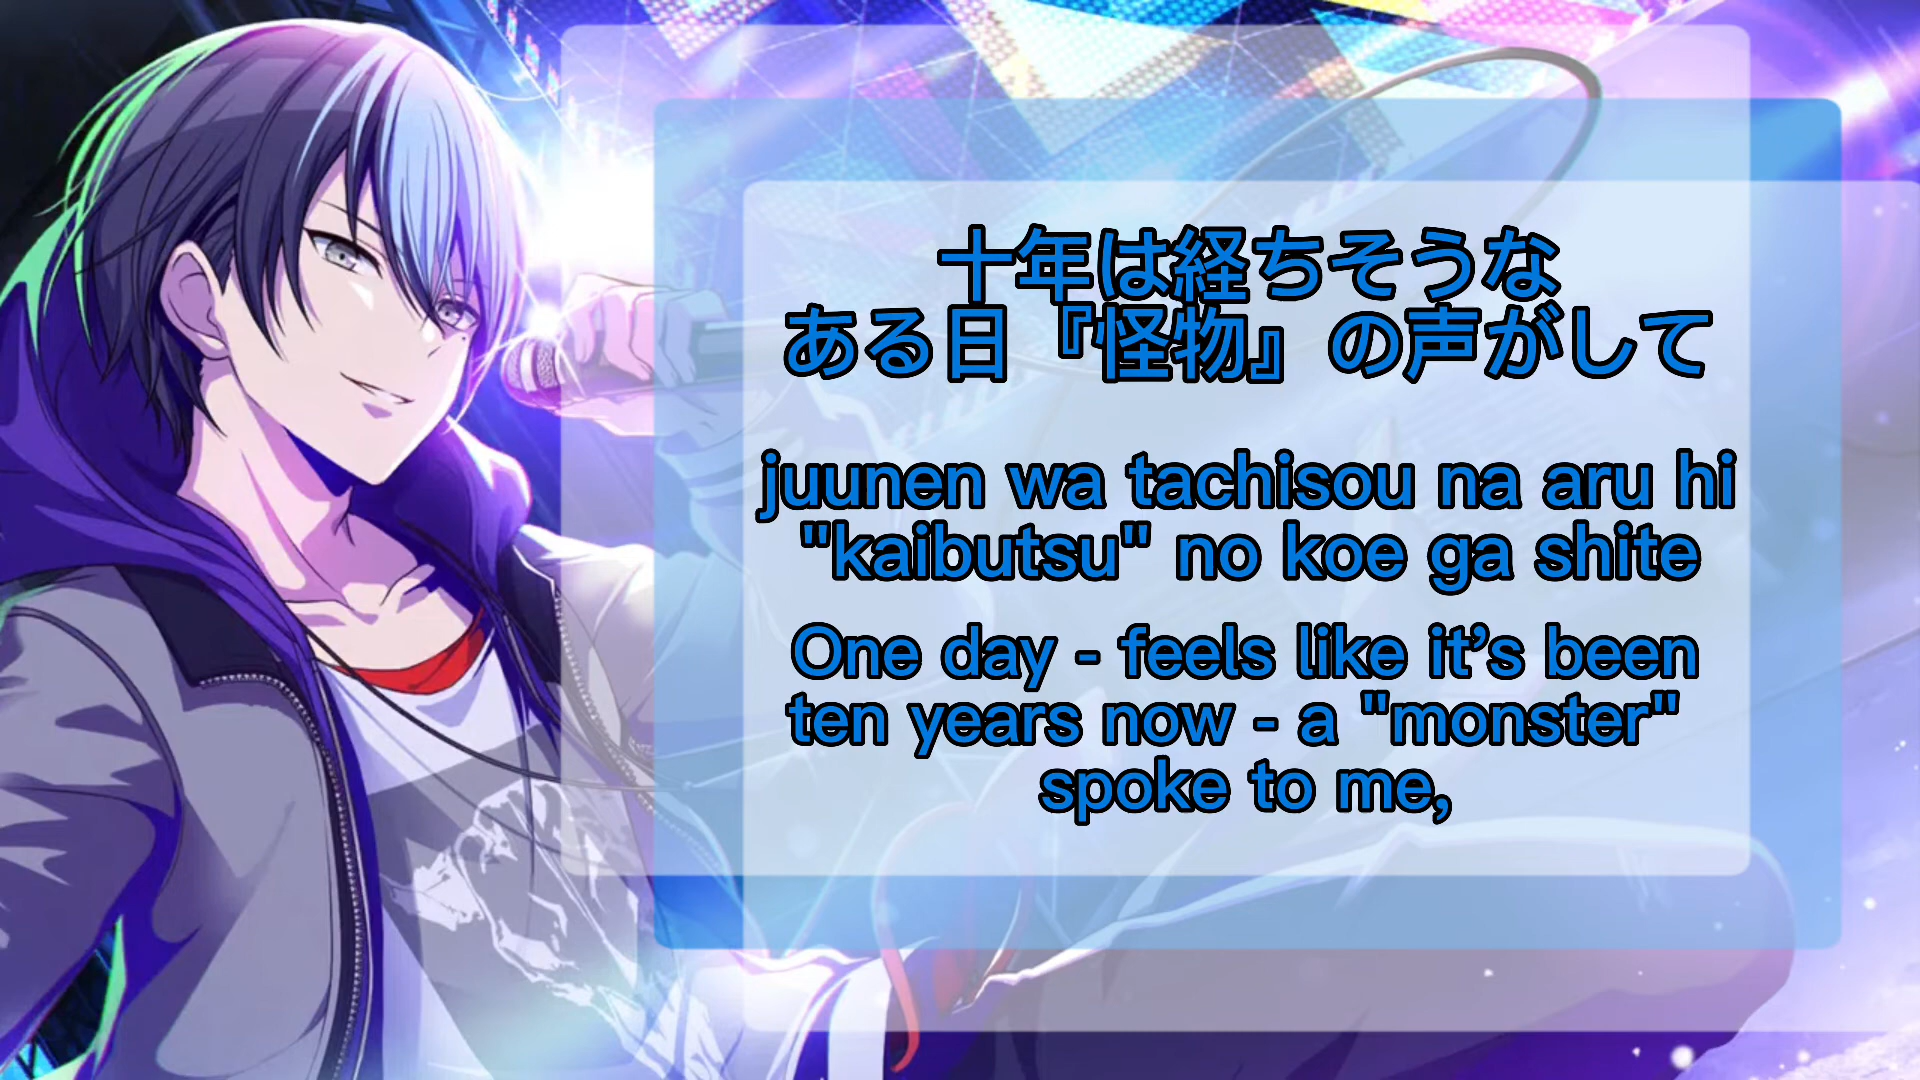 十年は経ちそうな
ある日『怪物』の声がして
juunen wa tachisou na aru hi
"kaibutsu" no koe ga shite
One day - feels like it’s been
ten years now - a "monster"
spoke to me,